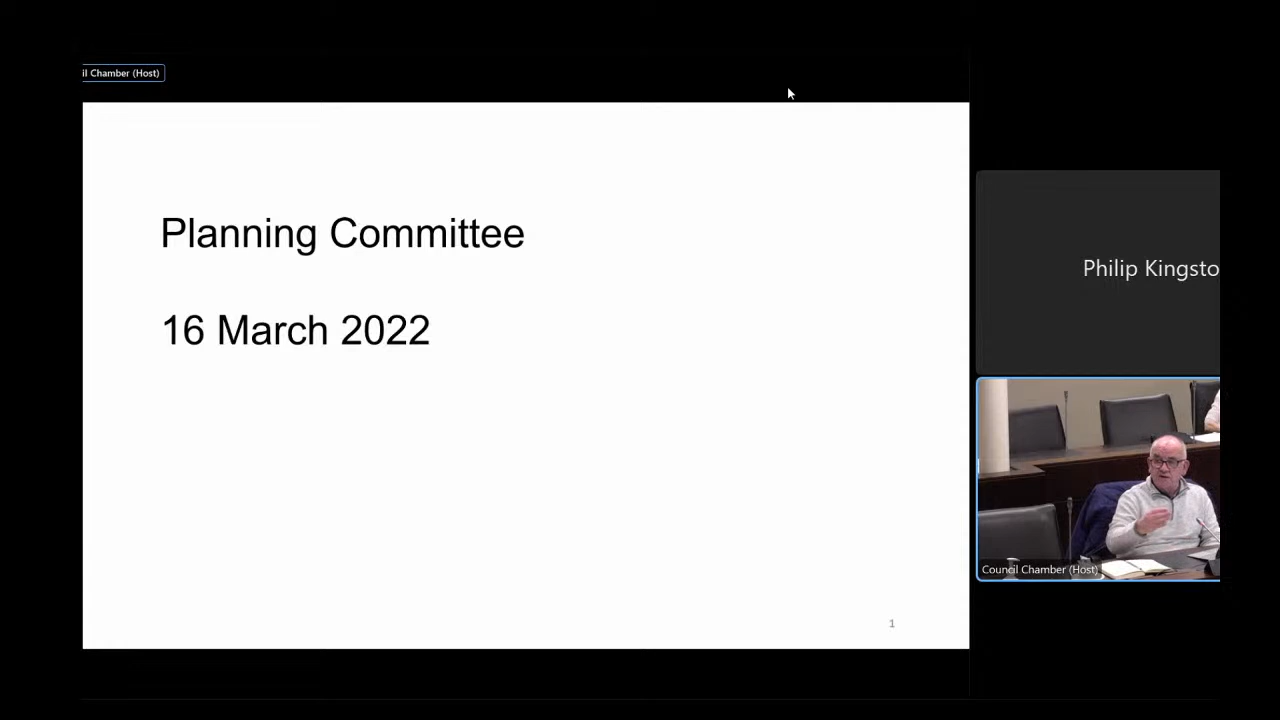 il Chamber (Host)
Planning Committee
16 March 2022
Philip Kingsto
Council Chamber (Host)
1